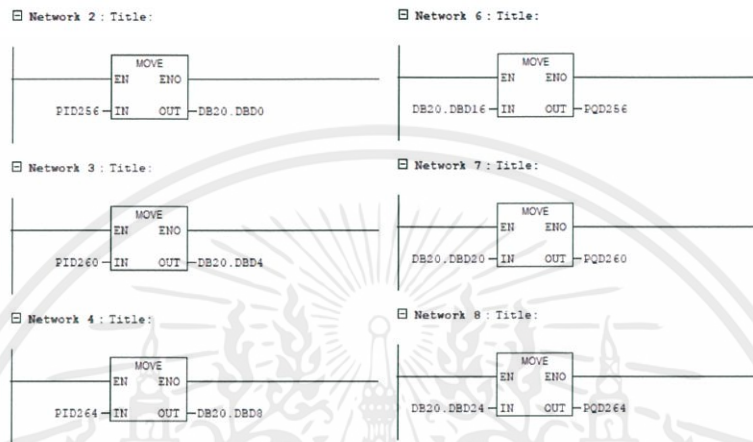 Network 2 : Title:
MOVE
EN ENO
PID256 IN OUT DB20.DBD0
Network 3 : Title:
MOVE
EN ENO
PID260 IN OUT DB20.DBD4
Network 4 : Title:
MOVE
EN ENO
PID264 IN OUT DB20.DBD8
Network 6 : Title:
MOVE
EN ENO
DB20.DBD16 IN OUT PQD256
Network 7 : Title:
MOVE
EN ENO
DB20.DBD20 IN OUT PQD260
Network 8 : Title:
MOVE
EN ENO
DB20.DBD24 IN OUT PQD264